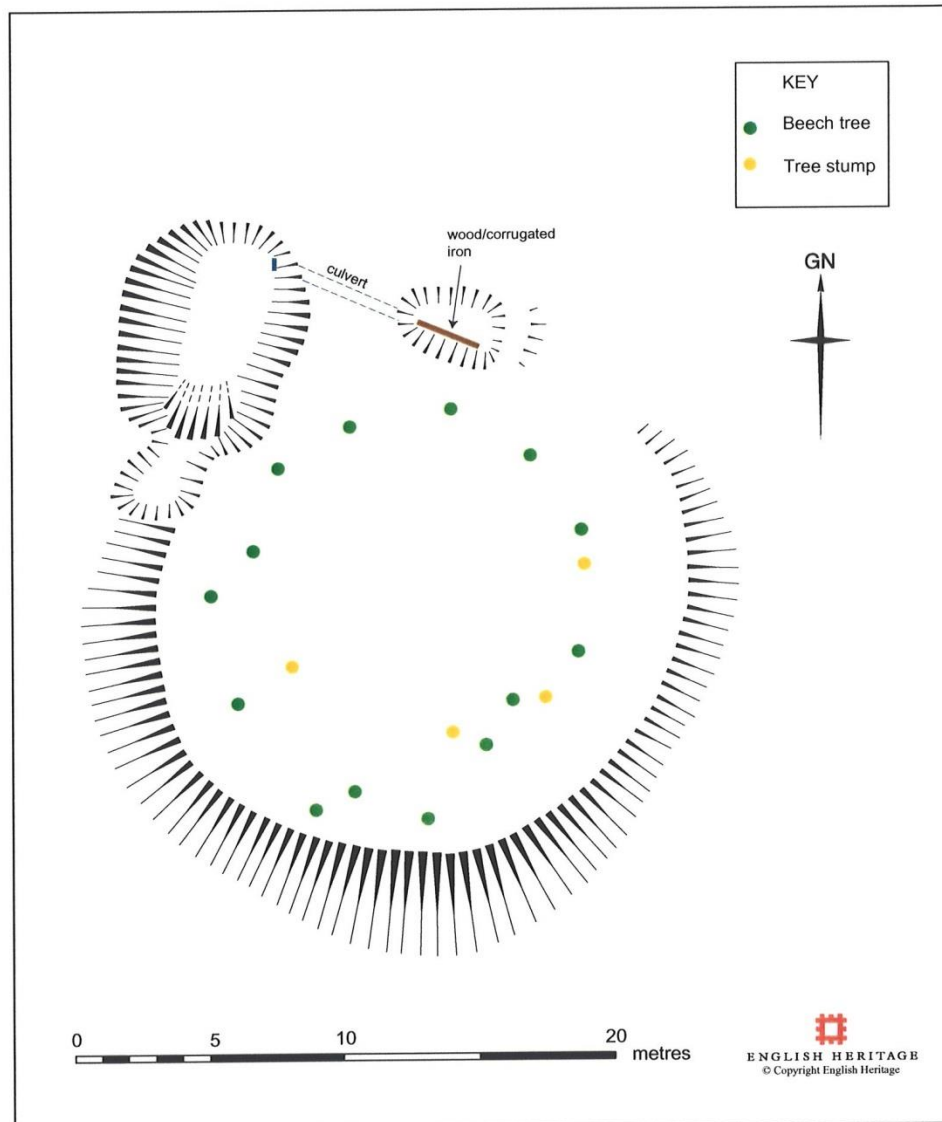 KEY
Beech tree
Tree stump
wood/corrugated
iron
culvert
GN
0 5 10 20 metres
ENGLISH HERITAGE
© Copyright English Heritage